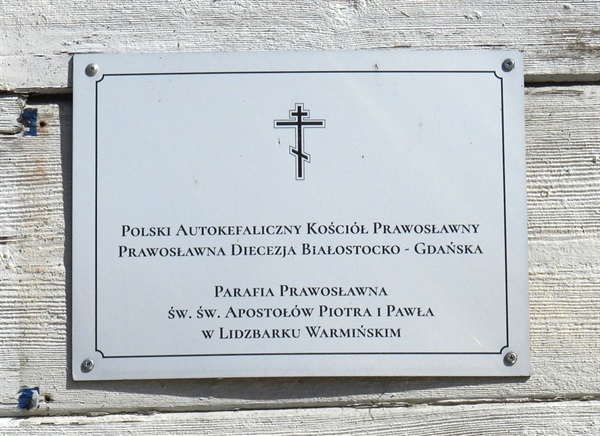 Polski Autokefaliczny Kościół Prawosławny
Prawosławna Diecezja Białostocko - Gdańska
Parafia Prawosławna
św. św. Apostołów Piotra i Pawła
w Lidzbarku Warmińskim